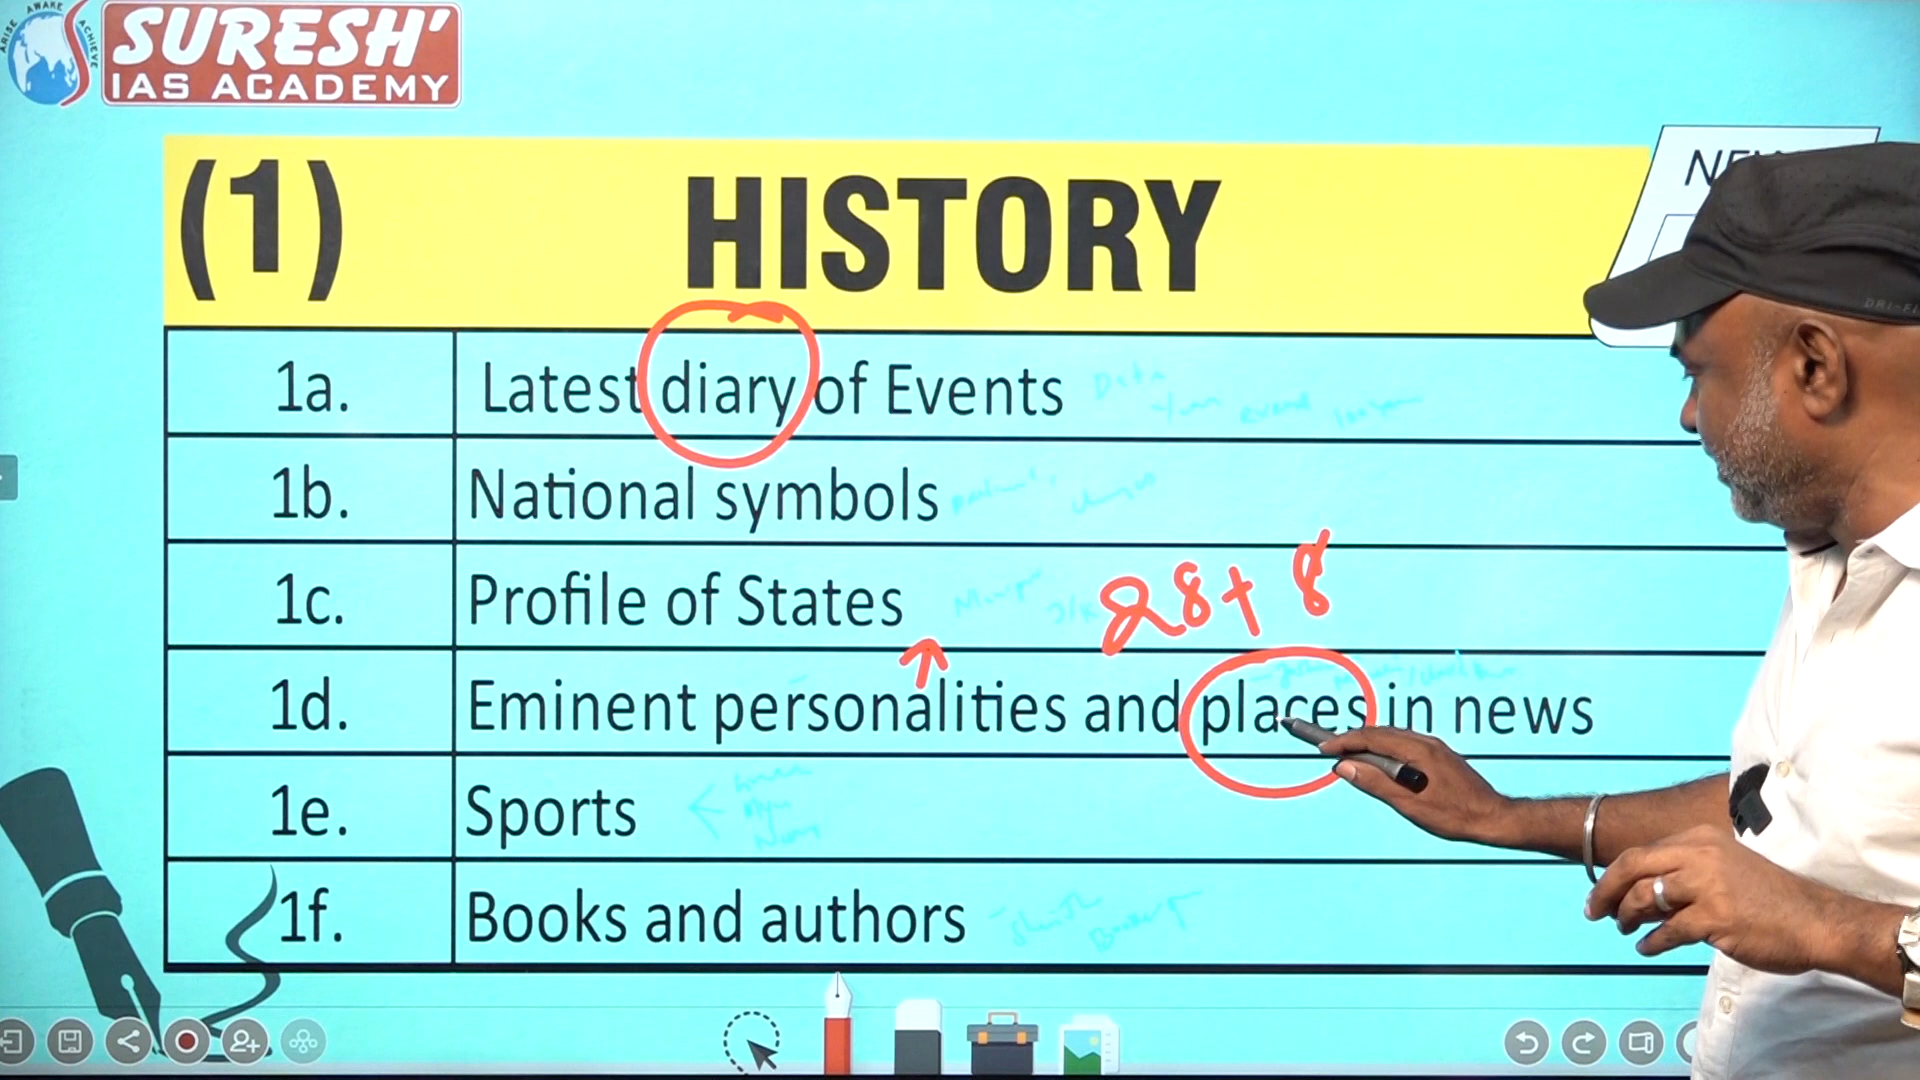 ARISE AWAKE ACHIEVE
SURESH'
IAS ACADEMY
(1) HISTORY
1a. Latest diary of Events
1b. National symbols
1c. Profile of States 28+8
1d. Eminent personalities and places in news
1e. Sports
1f. Books and authors